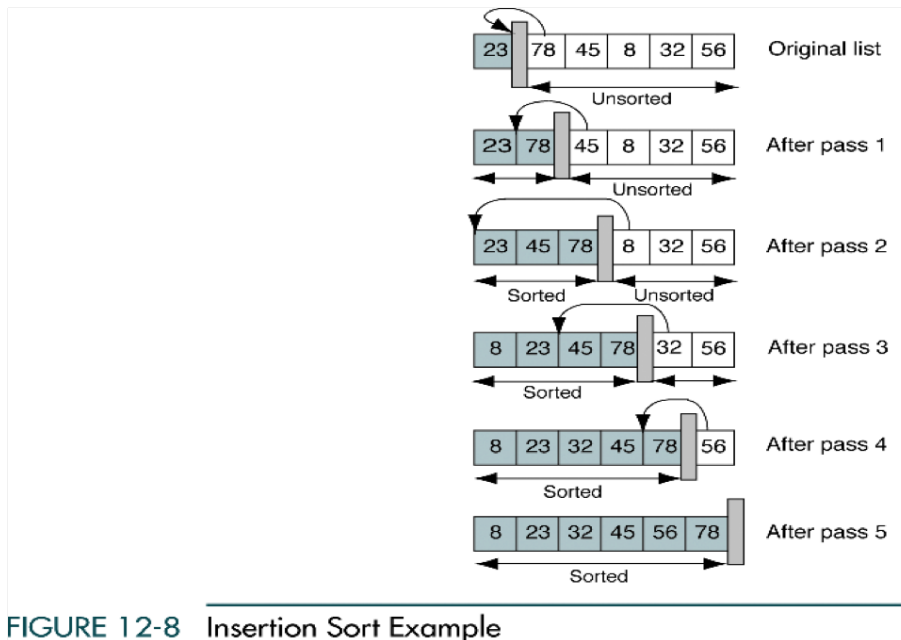 23 78 45 8 32 56 Original list
Unsorted
23 78 45 8 32 56 After pass 1
Unsorted
23 45 78 8 32 56 After pass 2
Sorted Unsorted
8 23 45 78 32 56 After pass 3
Sorted
8 23 32 45 78 56 After pass 4
Sorted
8 23 32 45 56 78 After pass 5
Sorted
FIGURE 12-8 Insertion Sort Example